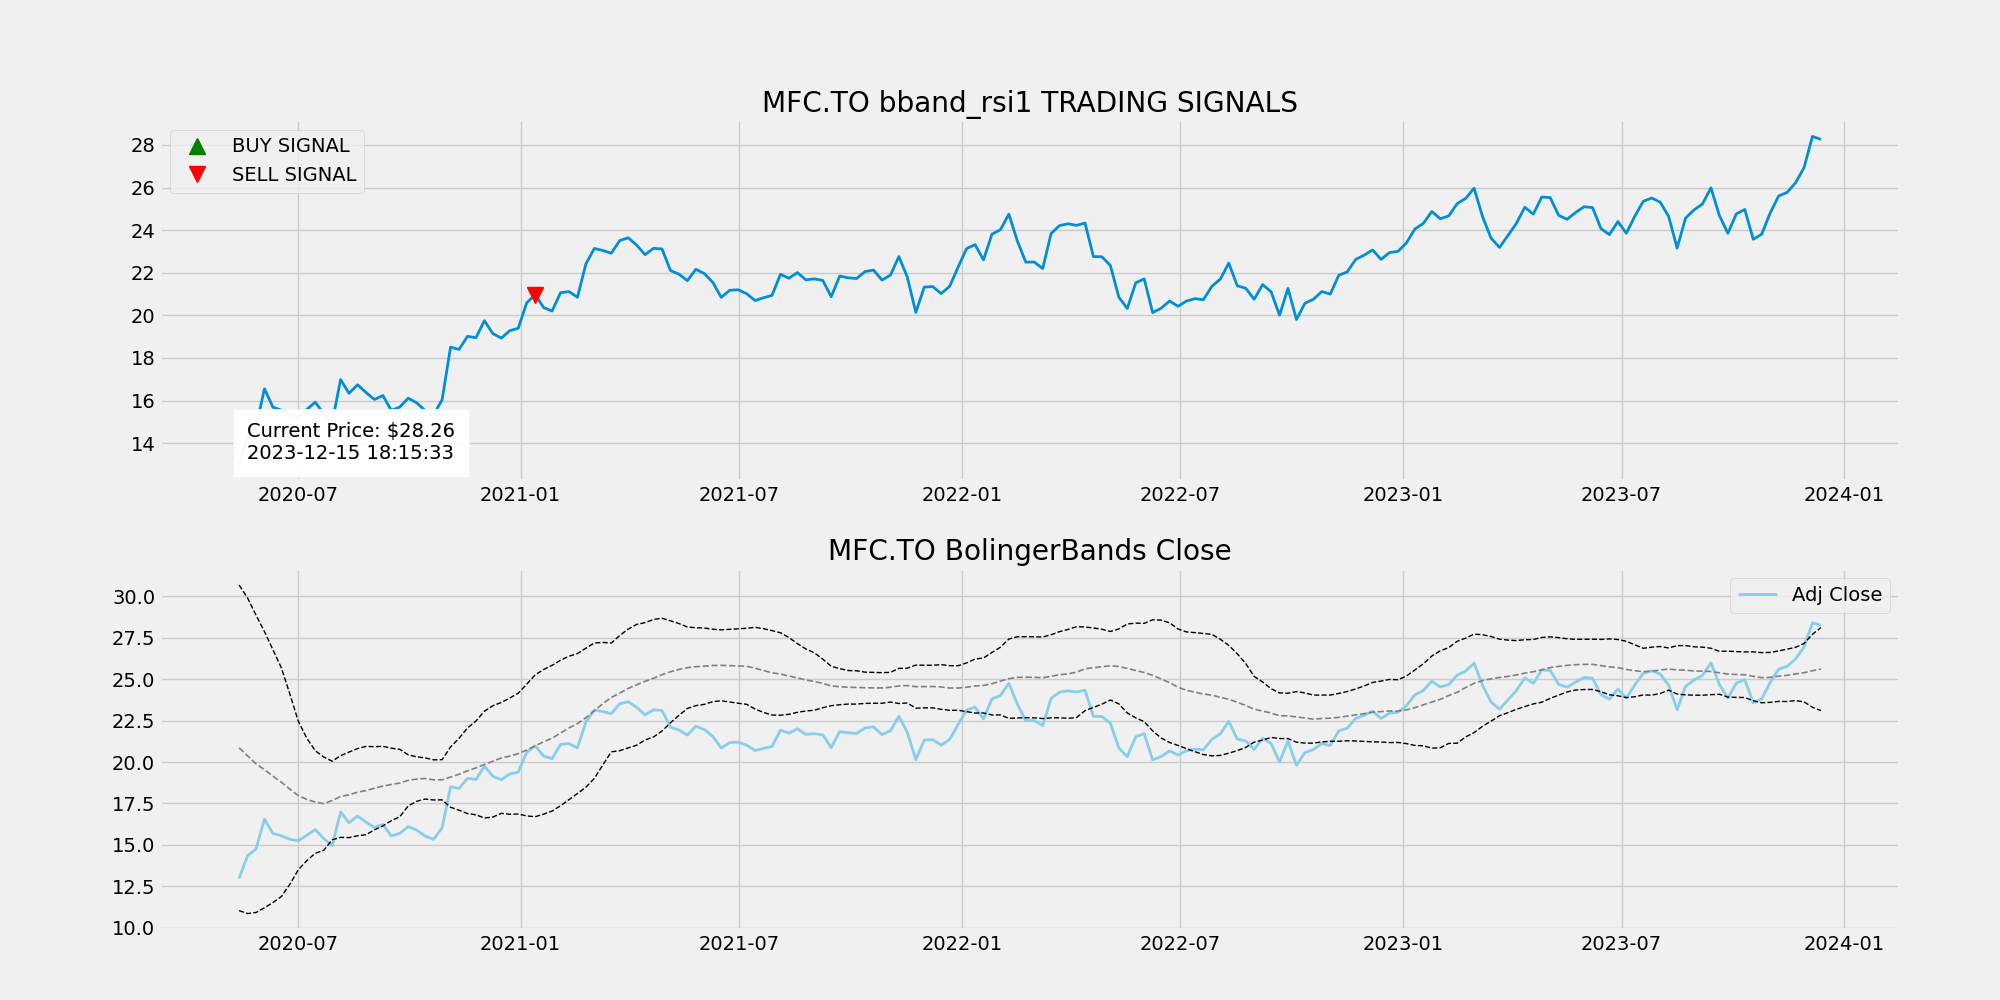 MFC.TO bband_rsi1 TRADING SIGNALS
BUY SIGNAL
SELL SIGNAL
28
26
24
22
20
18
16
14
Current Price: $28.26
2023-12-15 18:15:33
2020-07 2021-01 2021-07 2022-01 2022-07 2023-01 2023-07 2024-01
MFC.TO BolingerBands Close
Adj Close
30.0
27.5
25.0
22.5
20.0
17.5
15.0
12.5
10.0
2020-07 2021-01 2021-07 2022-01 2022-07 2023-01 2023-07 2024-01